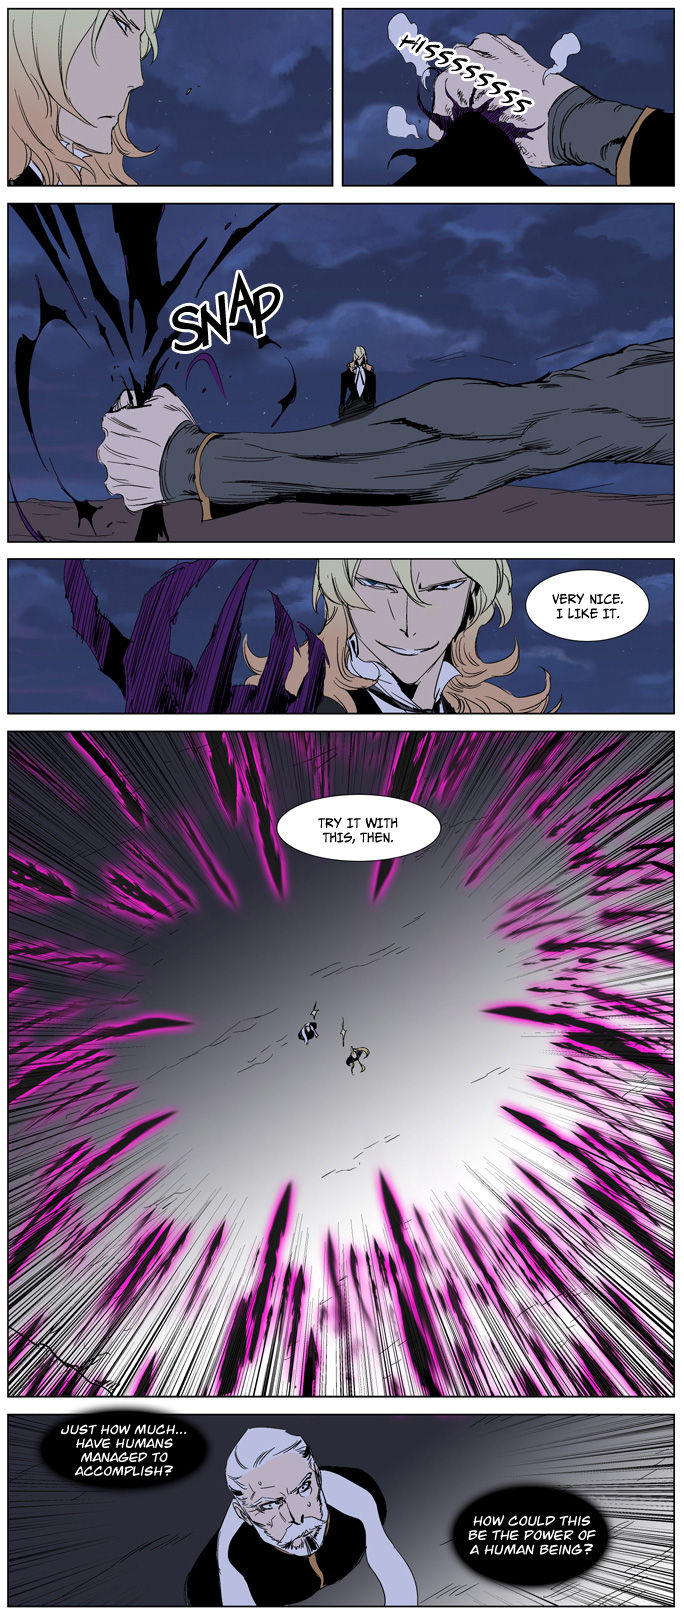 HISSSSSSSSS
SNAP
VERY NICE.
I LIKE IT.
TRY IT WITH
THIS, THEN.
JUST HOW MUCH...
HAVE HUMANS
MANAGED TO
ACCOMPLISH?
HOW COULD THIS
BE THE POWER OF
A HUMAN BEING?